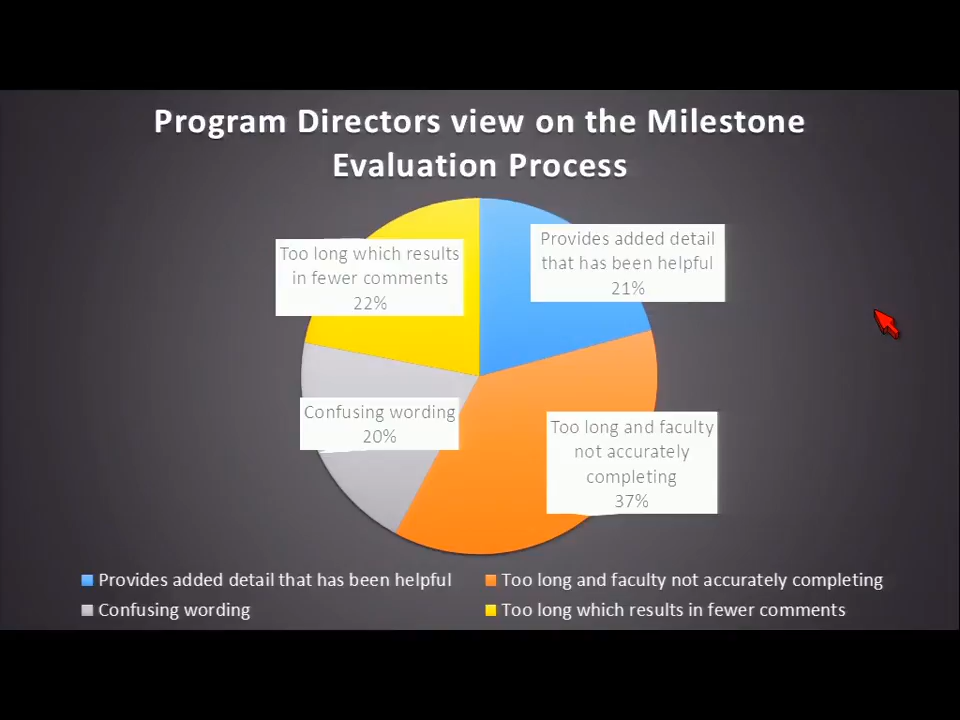 Program Directors view on the Milestone
Evaluation Process
Provides added detail
that has been helpful
21%
Too long which results
in fewer comments
22%
Confusing wording
20%
Too long and faculty
not accurately
completing
37%
Provides added detail that has been helpful
Too long and faculty not accurately completing
Confusing wording
Too long which results in fewer comments